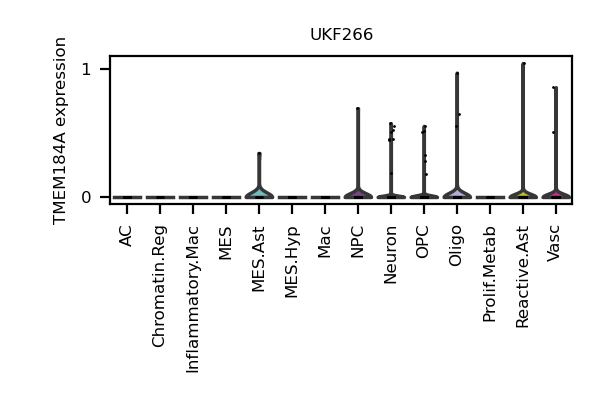 UKF266
TMEM184A expression
1
0
AC
Chromatin.Reg
Inflammatory.Mac
MES
MES.Ast
MES.Hyp
Mac
NPC
Neuron
OPC
Oligo
Prolif.Metab
Reactive.Ast
Vasc